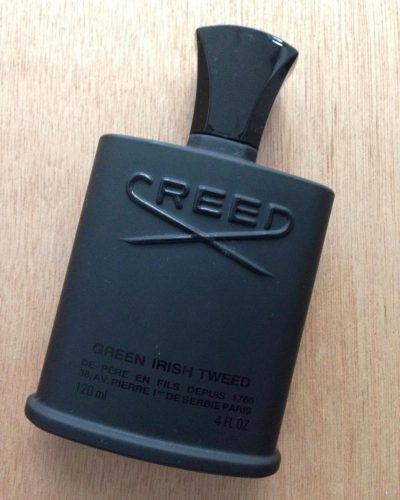 CREED
GREEN IRISH TWEED
DE PÈRE EN FILS DEPUIS 1760
38, AV. PIERRE 1er DE SERBIE PARIS
120 ml 4 FL OZ